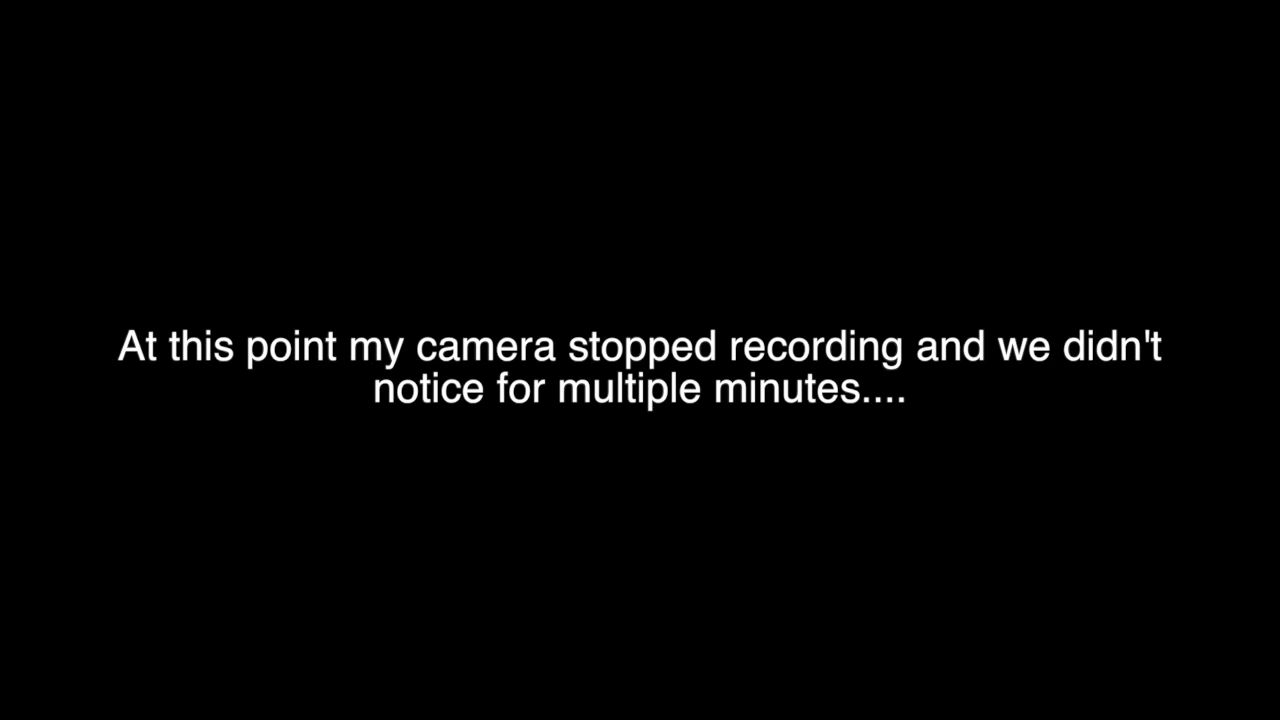 At this point my camera stopped recording and we didn't
notice for multiple minutes....